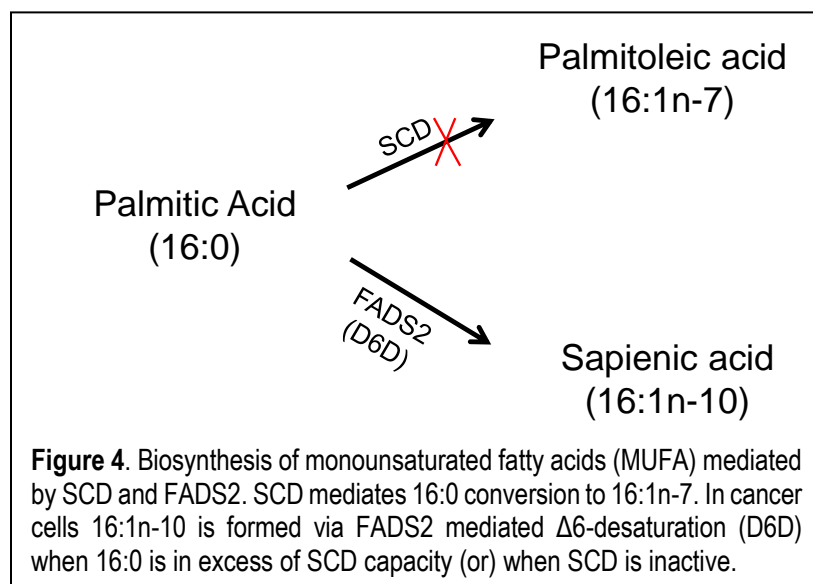 Palmitoleic acid
(16:1n-7)
SCD
Palmitic Acid
(16:0)
FADS2
(D6D)
Sapienic acid
(16:1n-10)
Figure 4. Biosynthesis of monounsaturated fatty acids (MUFA) mediated
by SCD and FADS2. SCD mediates 16:0 conversion to 16:1n-7. In cancer
cells 16:1n-10 is formed via FADS2 mediated Δ6-desaturation (D6D)
when 16:0 is in excess of SCD capacity (or) when SCD is inactive.